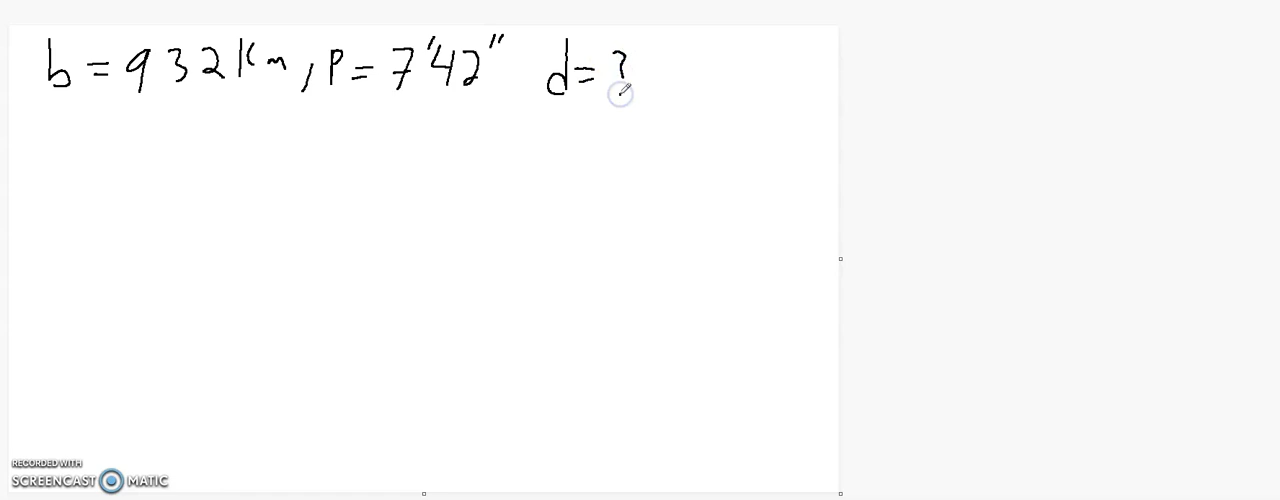 b = 932 Km, P = 7'42" d = ?
RECORDED WITH
SCREENCAST MATIC